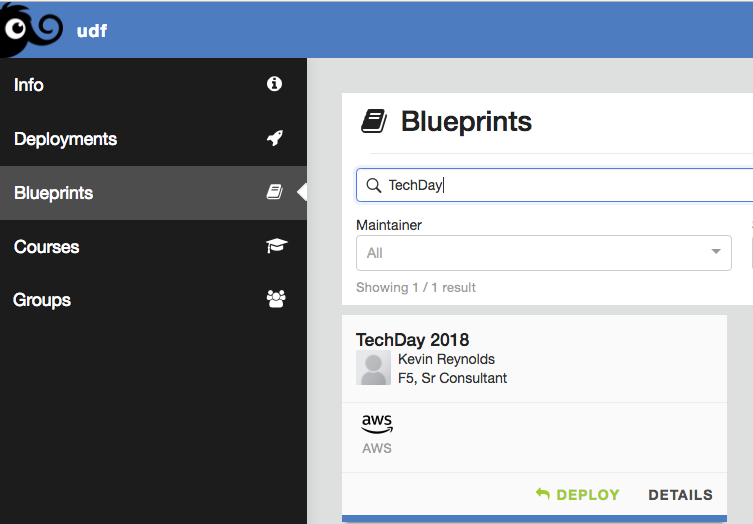 udf
Info
Deployments
Blueprints
Courses
Groups
Blueprints
TechDay
Maintainer
All
Showing 1 / 1 result
TechDay 2018
Kevin Reynolds
F5, Sr Consultant
aws
AWS
DEPLOY DETAILS